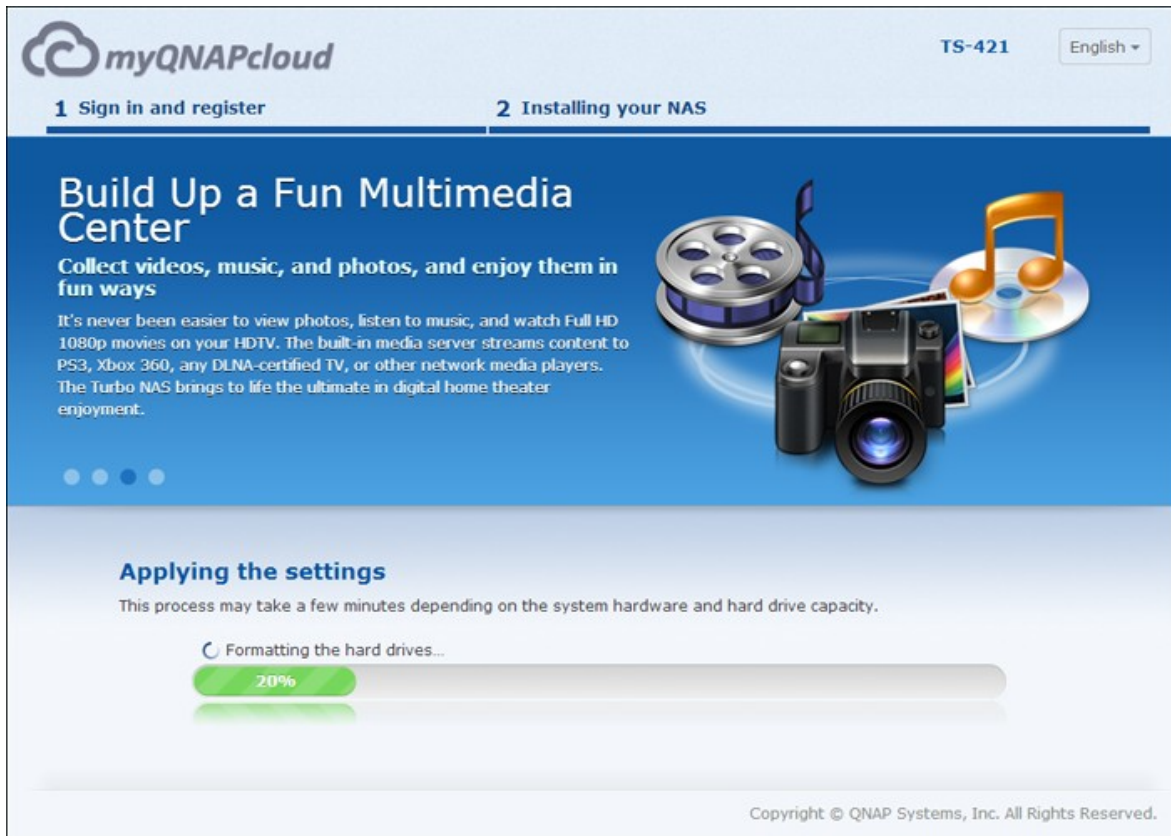 myQNAPcloud
TS-421
English
1 Sign in and register
2 Installing your NAS
Build Up a Fun Multimedia
Center
Collect videos, music, and photos, and enjoy them in
fun ways
It's never been easier to view photos, listen to music, and watch Full HD
1080p movies on your HDTV. The built-in media server streams content to
PS3, Xbox 360, any DLNA-certified TV, or other network media players.
The Turbo NAS brings to life the ultimate in digital home theater
enjoyment.
Applying the settings
This process may take a few minutes depending on the system hardware and hard drive capacity.
Formatting the hard drives...
20%
Copyright © QNAP Systems, Inc. All Rights Reserved.